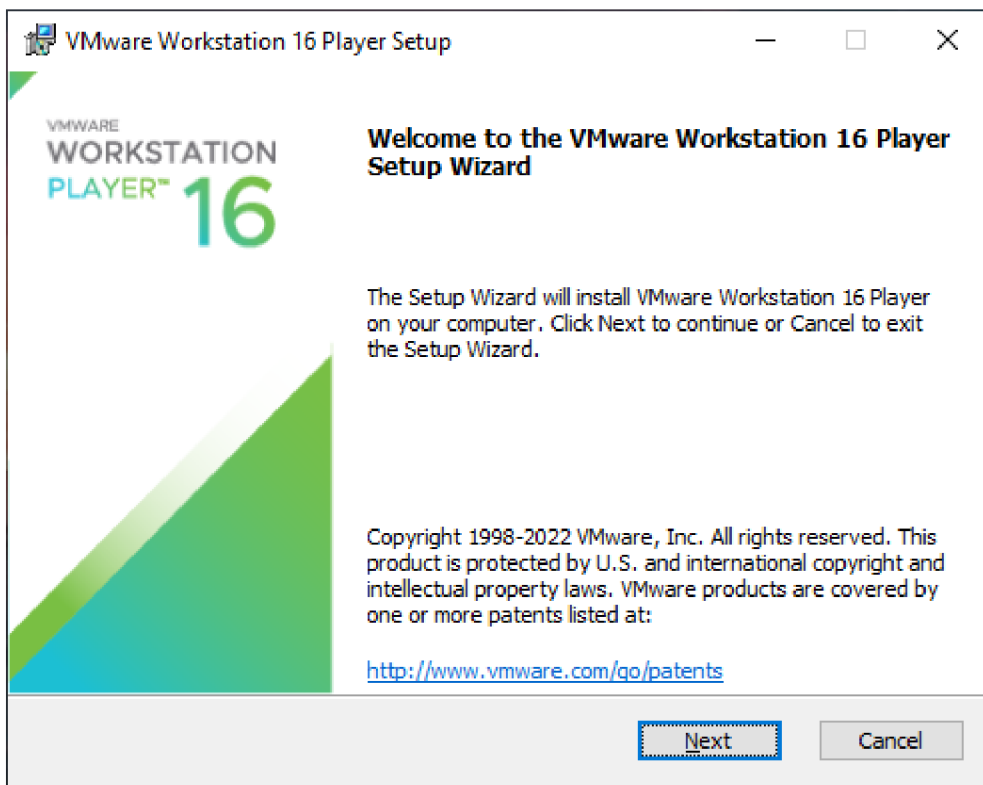 VMware Workstation 16 Player Setup
VMWARE
WORKSTATION
PLAYER™ 16
Welcome to the VMware Workstation 16 Player
Setup Wizard
The Setup Wizard will install VMware Workstation 16 Player
on your computer. Click Next to continue or Cancel to exit
the Setup Wizard.
Copyright 1998-2022 VMware, Inc. All rights reserved. This
product is protected by U.S. and international copyright and
intellectual property laws. VMware products are covered by
one or more patents listed at:
http://www.vmware.com/go/patents
Next
Cancel